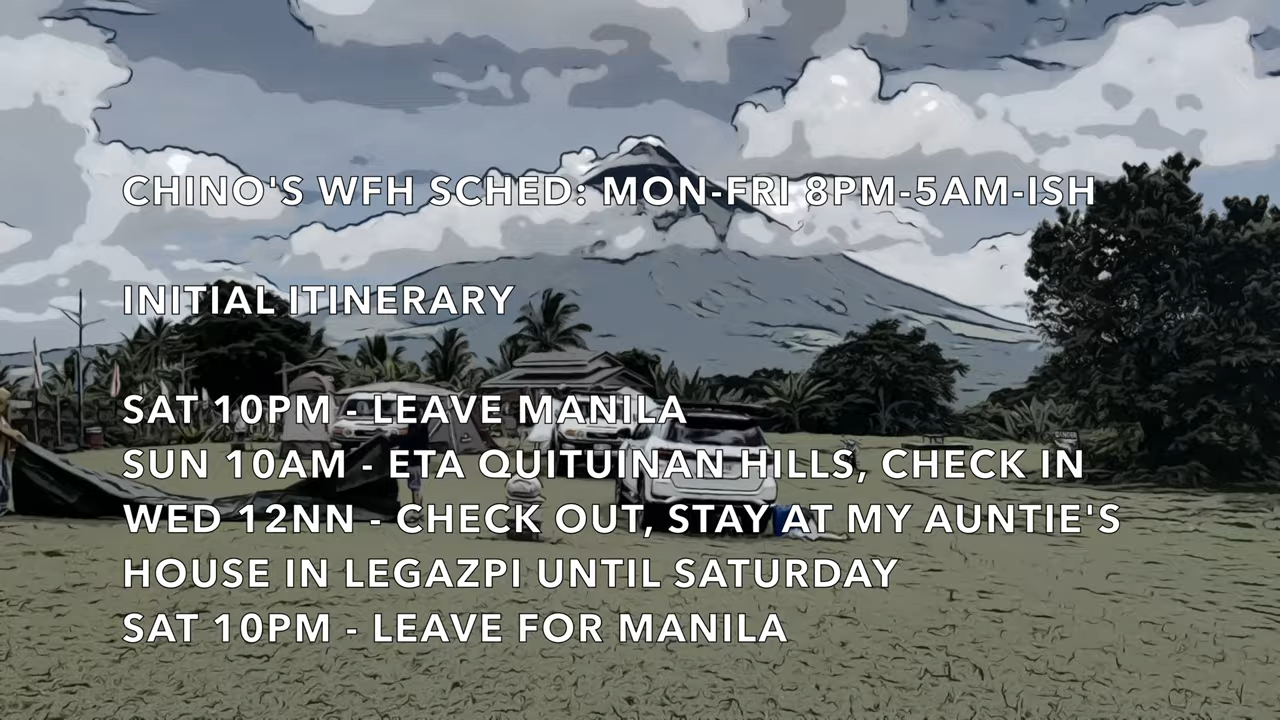 CHINO'S WFH SCHED: MON-FRI 8PM-5AM-ISH
INITIAL ITINERARY
SAT 10PM - LEAVE MANILA
SUN 10AM - ETA QUITUINAN HILLS, CHECK IN
WED 12NN - CHECK OUT, STAY AT MY AUNTIE'S
HOUSE IN LEGAZPI UNTIL SATURDAY
SAT 10PM - LEAVE FOR MANILA